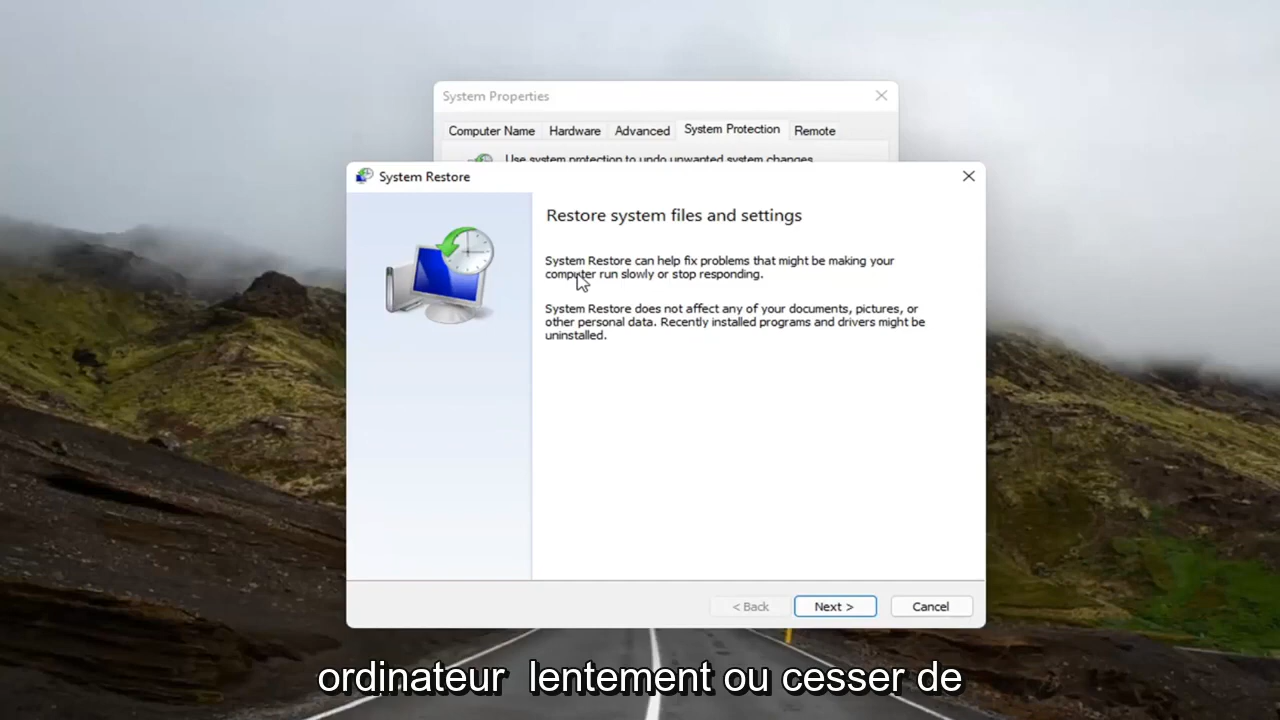 System Properties
Computer Name Hardware Advanced System Protection Remote
Use system protection to undo unwanted system changes
System Restore
Restore system files and settings
System Restore can help fix problems that might be making your
computer run slowly or stop responding.
System Restore does not affect any of your documents, pictures, or
other personal data. Recently installed programs and drivers might be
uninstalled.
< Back Next > Cancel
ordinateur lentement ou cesser de